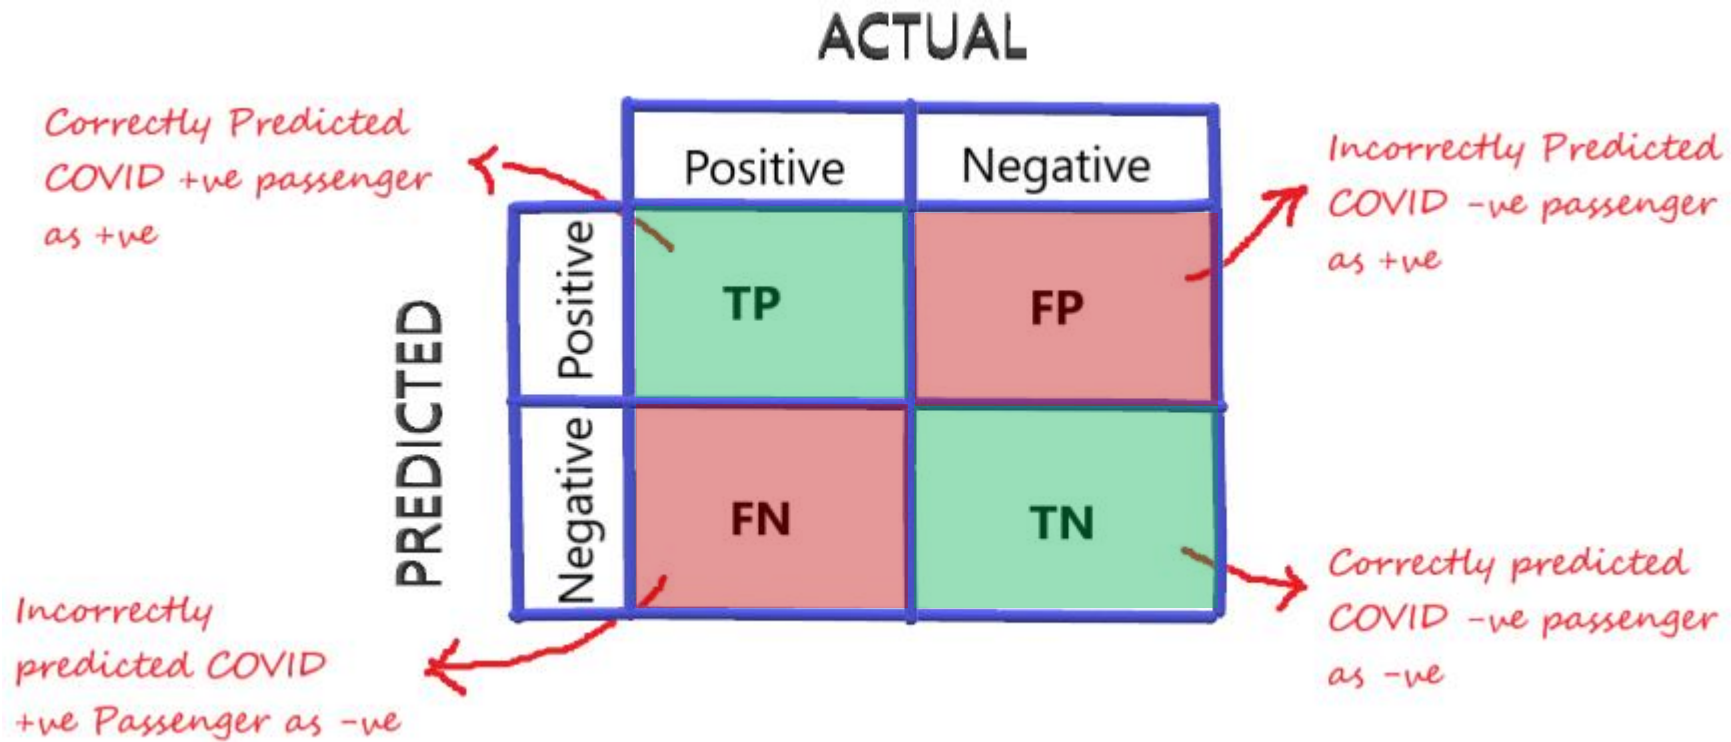 ACTUAL
Correctly Predicted
COVID +ve passenger
as +ve
Positive
Negative
Incorrectly Predicted
COVID -ve passenger
as +ve
PREDICTED
Positive
TP
FP
Negative
FN
TN
Incorrectly
predicted COVID
+ve Passenger as -ve
Correctly predicted
COVID -ve passenger
as -ve